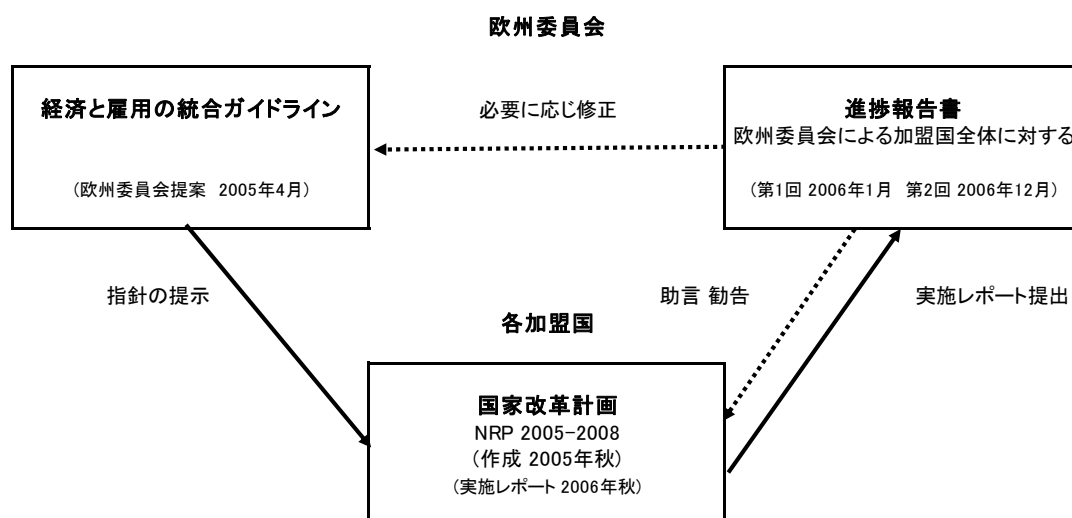 欧州委員会
経済と雇用の統合ガイドライン
(欧州委員会提案 2005年4月)
必要に応じ修正
進捗報告書
欧州委員会による加盟国全体に対する
(第1回 2006年1月 第2回 2006年12月)
指針の提示
助言 勧告
実施レポート提出
各加盟国
国家改革計画
NRP 2005-2008
(作成 2005年秋)
(実施レポート 2006年秋)